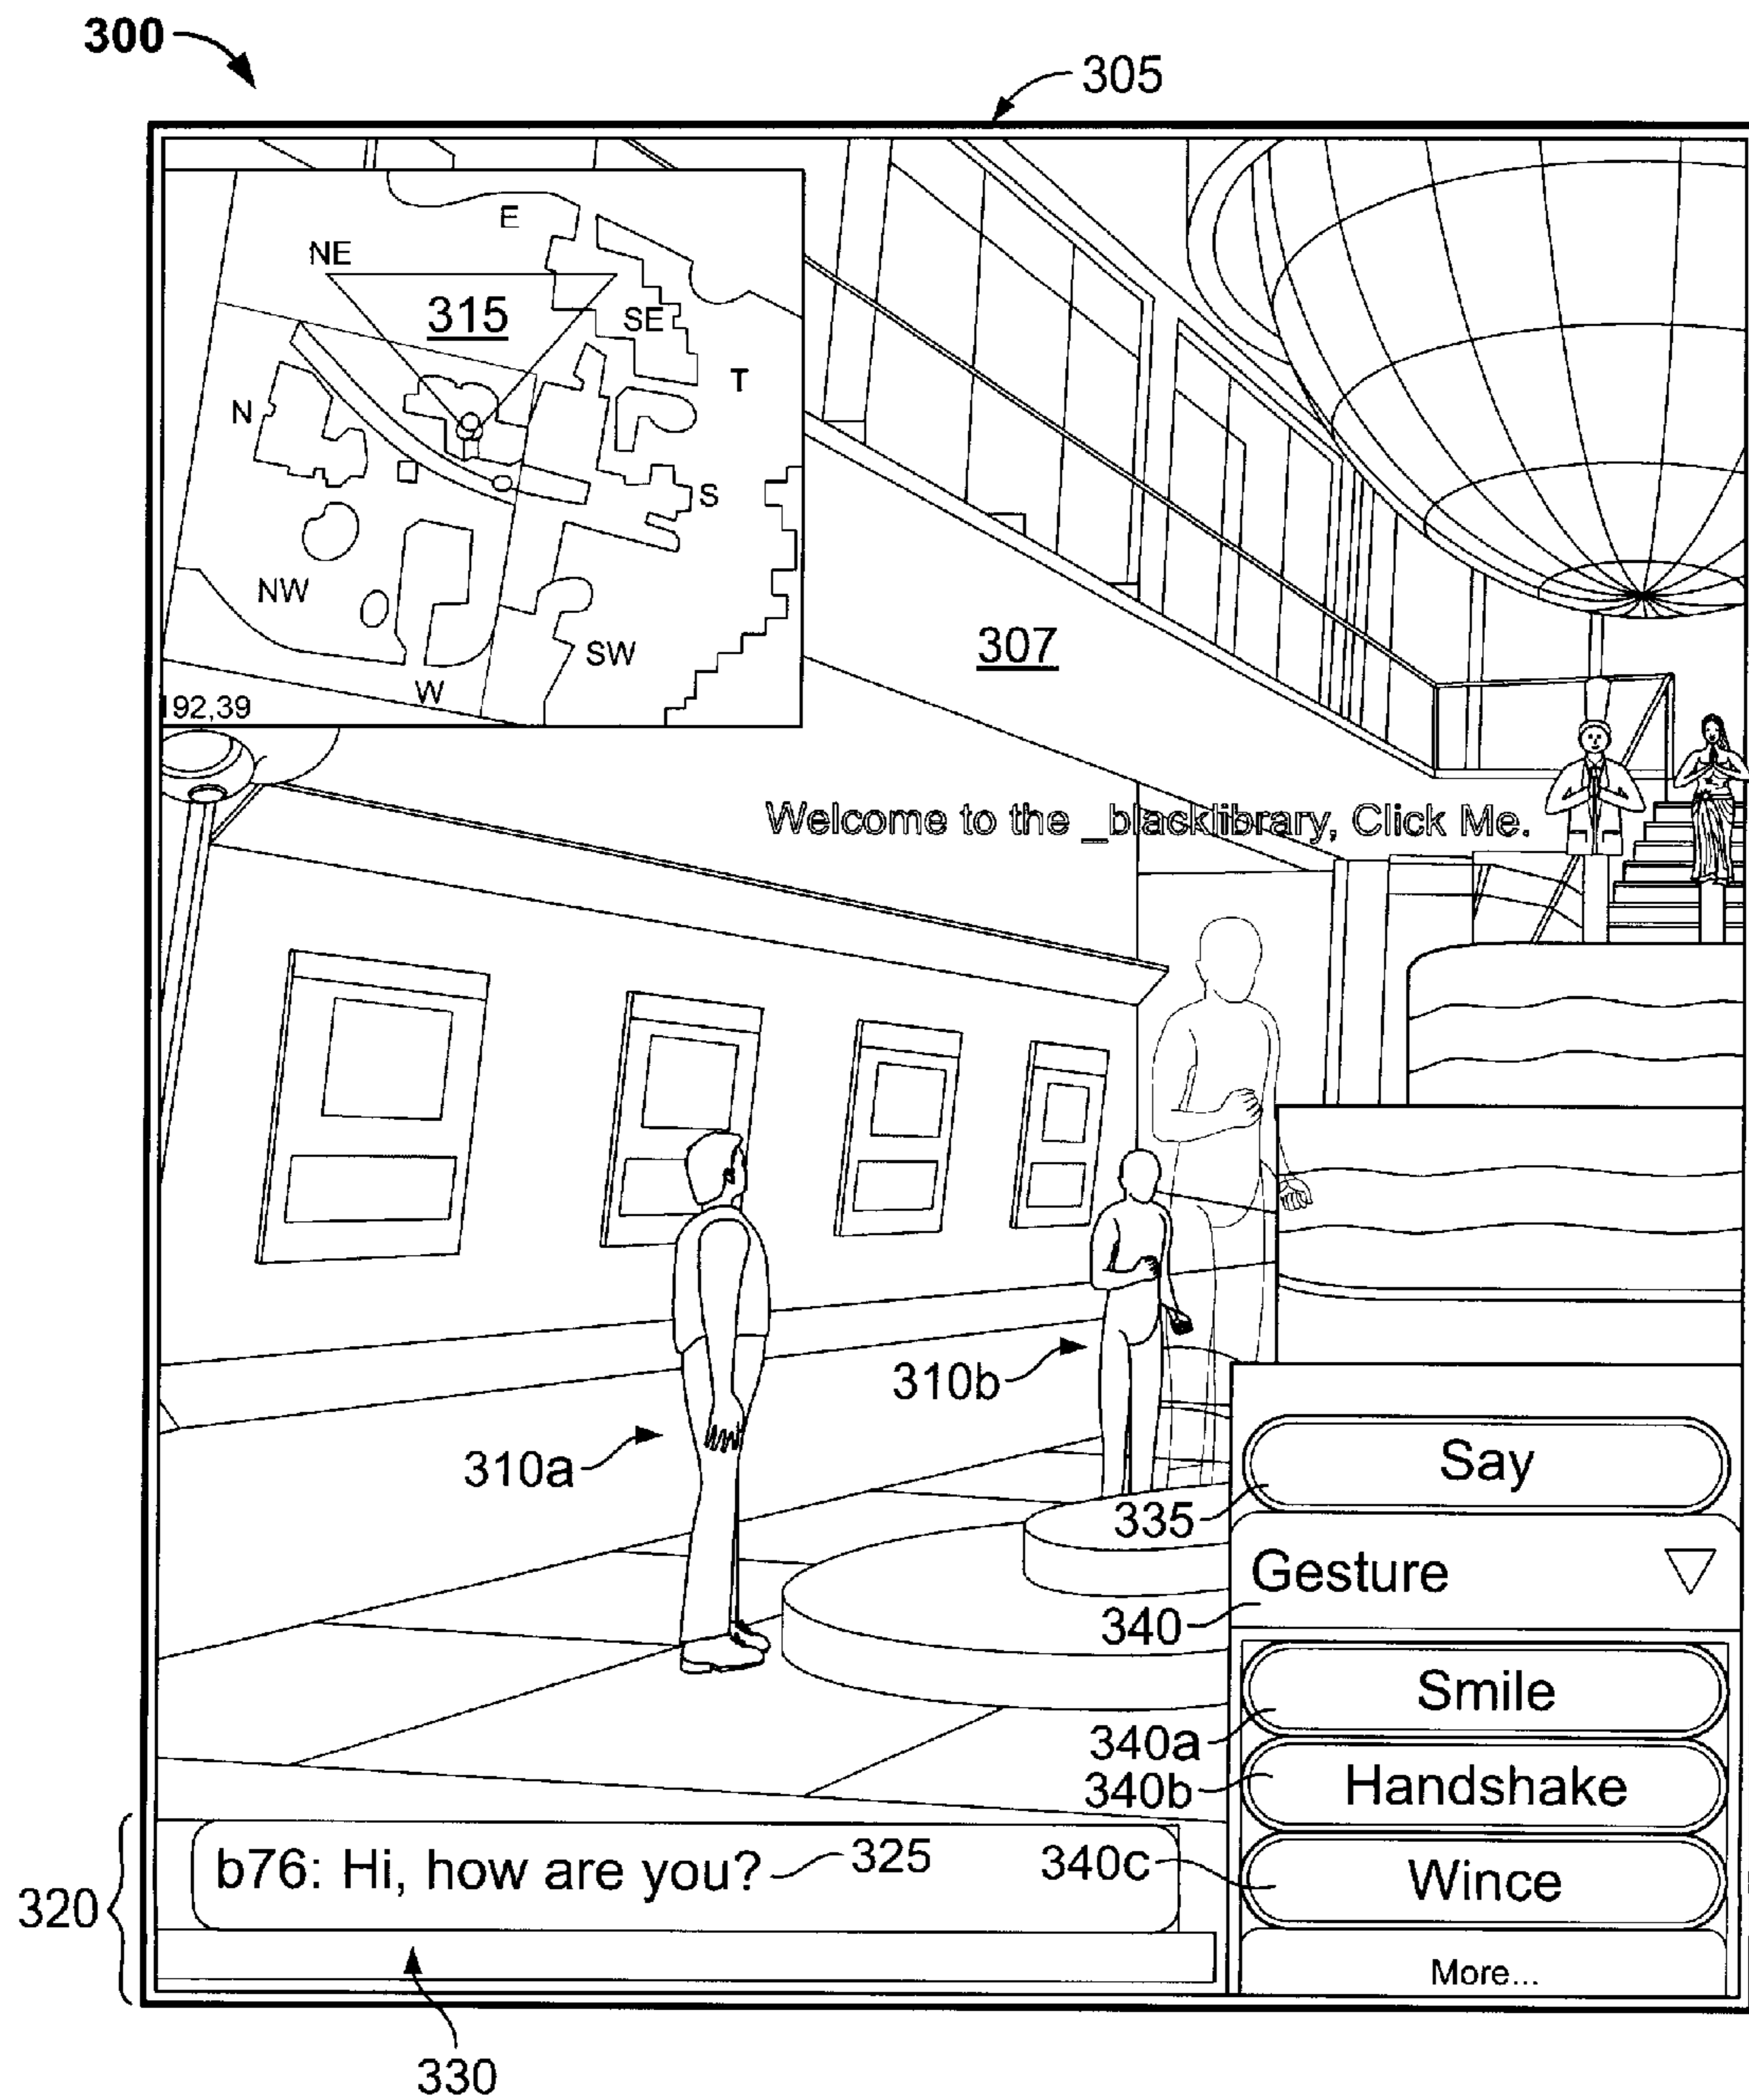 300
305
E
NE
315
SE
T
N
S
NW
SW
W
92,39
307
Welcome to the _blacklibrary, Click Me.
310b
310a
Say
335
Gesture
340
Smile
340a
340b
Handshake
b76: Hi, how are you?
325
340c
Wince
320
More...
330